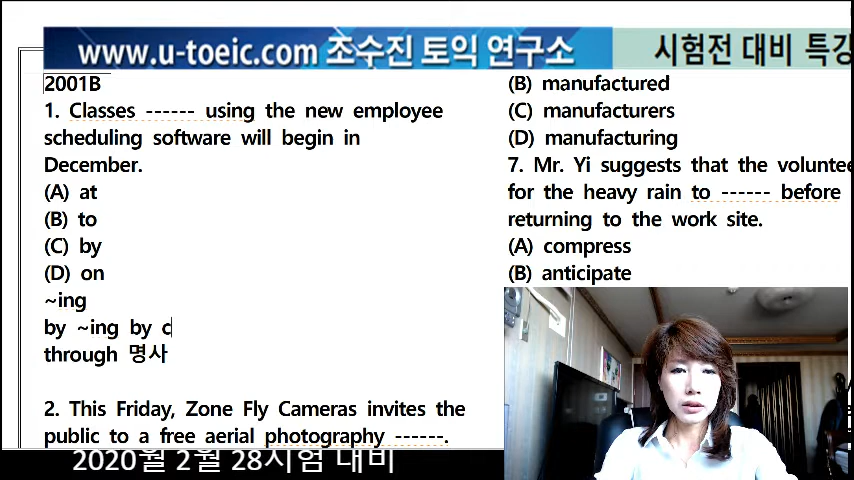 www.u-toeic.com 조수진 토익 연구소
시험전 대비 특강
2001B
1. Classes ------ using the new employee
scheduling software will begin in
December.
(A) at
(B) to
(C) by
(D) on
~ing
by ~ing by c
through 명사
2. This Friday, Zone Fly Cameras invites the
public to a free aerial photography ------.
(B) manufactured
(C) manufacturers
(D) manufacturing
7. Mr. Yi suggests that the voluntee
for the heavy rain to ------ before
returning to the work site.
(A) compress
(B) anticipate
2020월 2월 28시험 대비